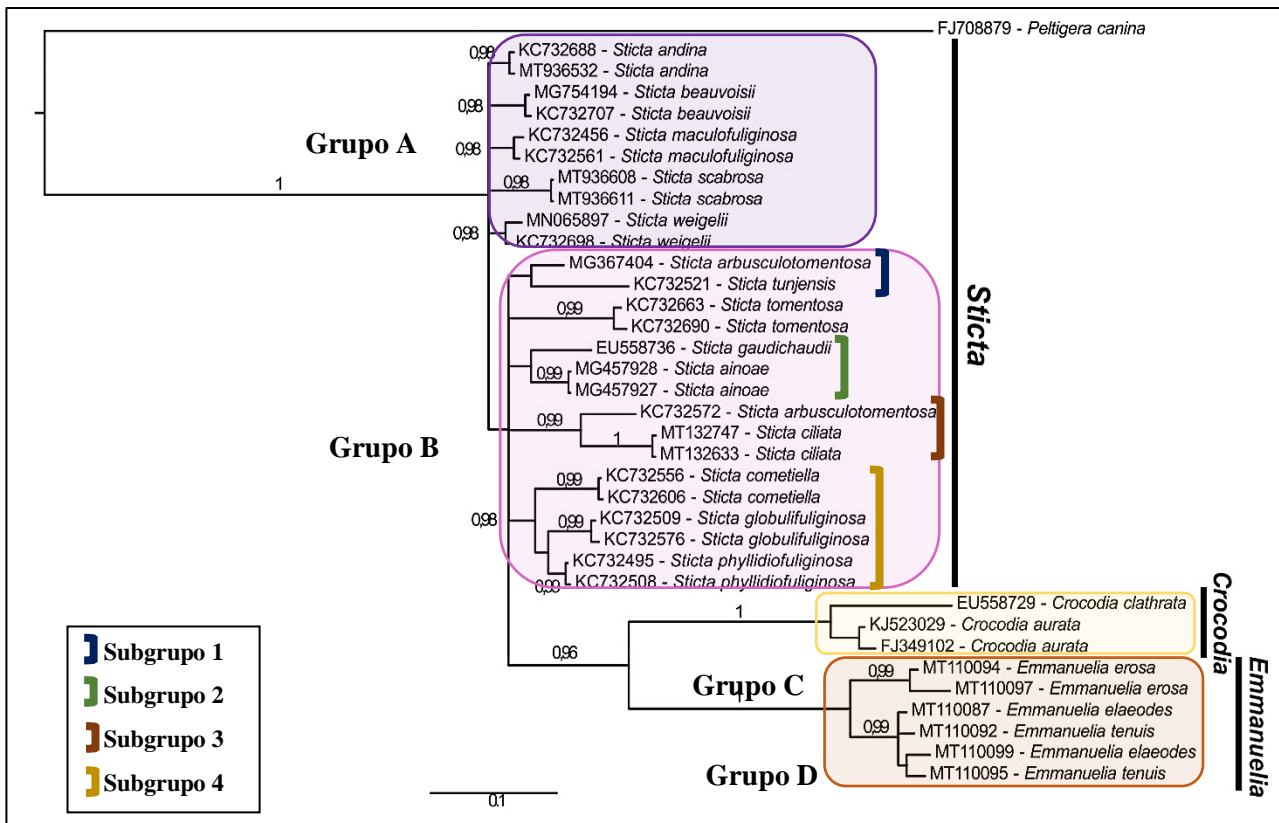 FJ708879 - Peltigera canina
0,98
KC732688 - Sticta andina
MT936532 - Sticta andina
MG754194 - Sticta beauvoisii
0,98
KC732707 - Sticta beauvoisii
KC732456 - Sticta maculofuliginosa
Grupo A
0,98
KC732561 - Sticta maculofuliginosa
MT936608 - Sticta scabrosa
1
0,98
MT936611 - Sticta scabrosa
MN065897 - Sticta weigelii
0,98
KC732698 - Sticta weigelii
MG367404 - Sticta arbusculotomentosa
KC732521 - Sticta tunjensis
KC732663 - Sticta tomentosa
0,99
KC732690 - Sticta tomentosa
Sticta
EU558736 - Sticta gaudichaudii
MG457928 - Sticta ainoae
0,99
MG457927 - Sticta ainoae
KC732572 - Sticta arbusculotomentosa
0,99
MT132747 - Sticta ciliata
1
Grupo B
MT132633 - Sticta ciliata
KC732556 - Sticta cometiella
0,99
KC732606 - Sticta cometiella
0,98
KC732509 - Sticta globulifuliginosa
0,99
KC732576 - Sticta globulifuliginosa
KC732495 - Sticta phyllidiofuliginosa
0,99
KC732508 - Sticta phyllidiofuliginosa
EU558729 - Crocodia clathrata
1
KJ523029 - Crocodia aurata
FJ349102 - Crocodia aurata
Crocodia
0,96
MT110094 - Emmanuelia erosa
0,99
Grupo C
MT110097 - Emmanuelia erosa
1
MT110087 - Emmanuelia elaeodes
0,99
MT110092 - Emmanuelia tenuis
MT110099 - Emmanuelia elaeodes
Grupo D
MT110095 - Emmanuelia tenuis
Emmanuelia
0.1
Subgrupo 1
Subgrupo 2
Subgrupo 3
Subgrupo 4